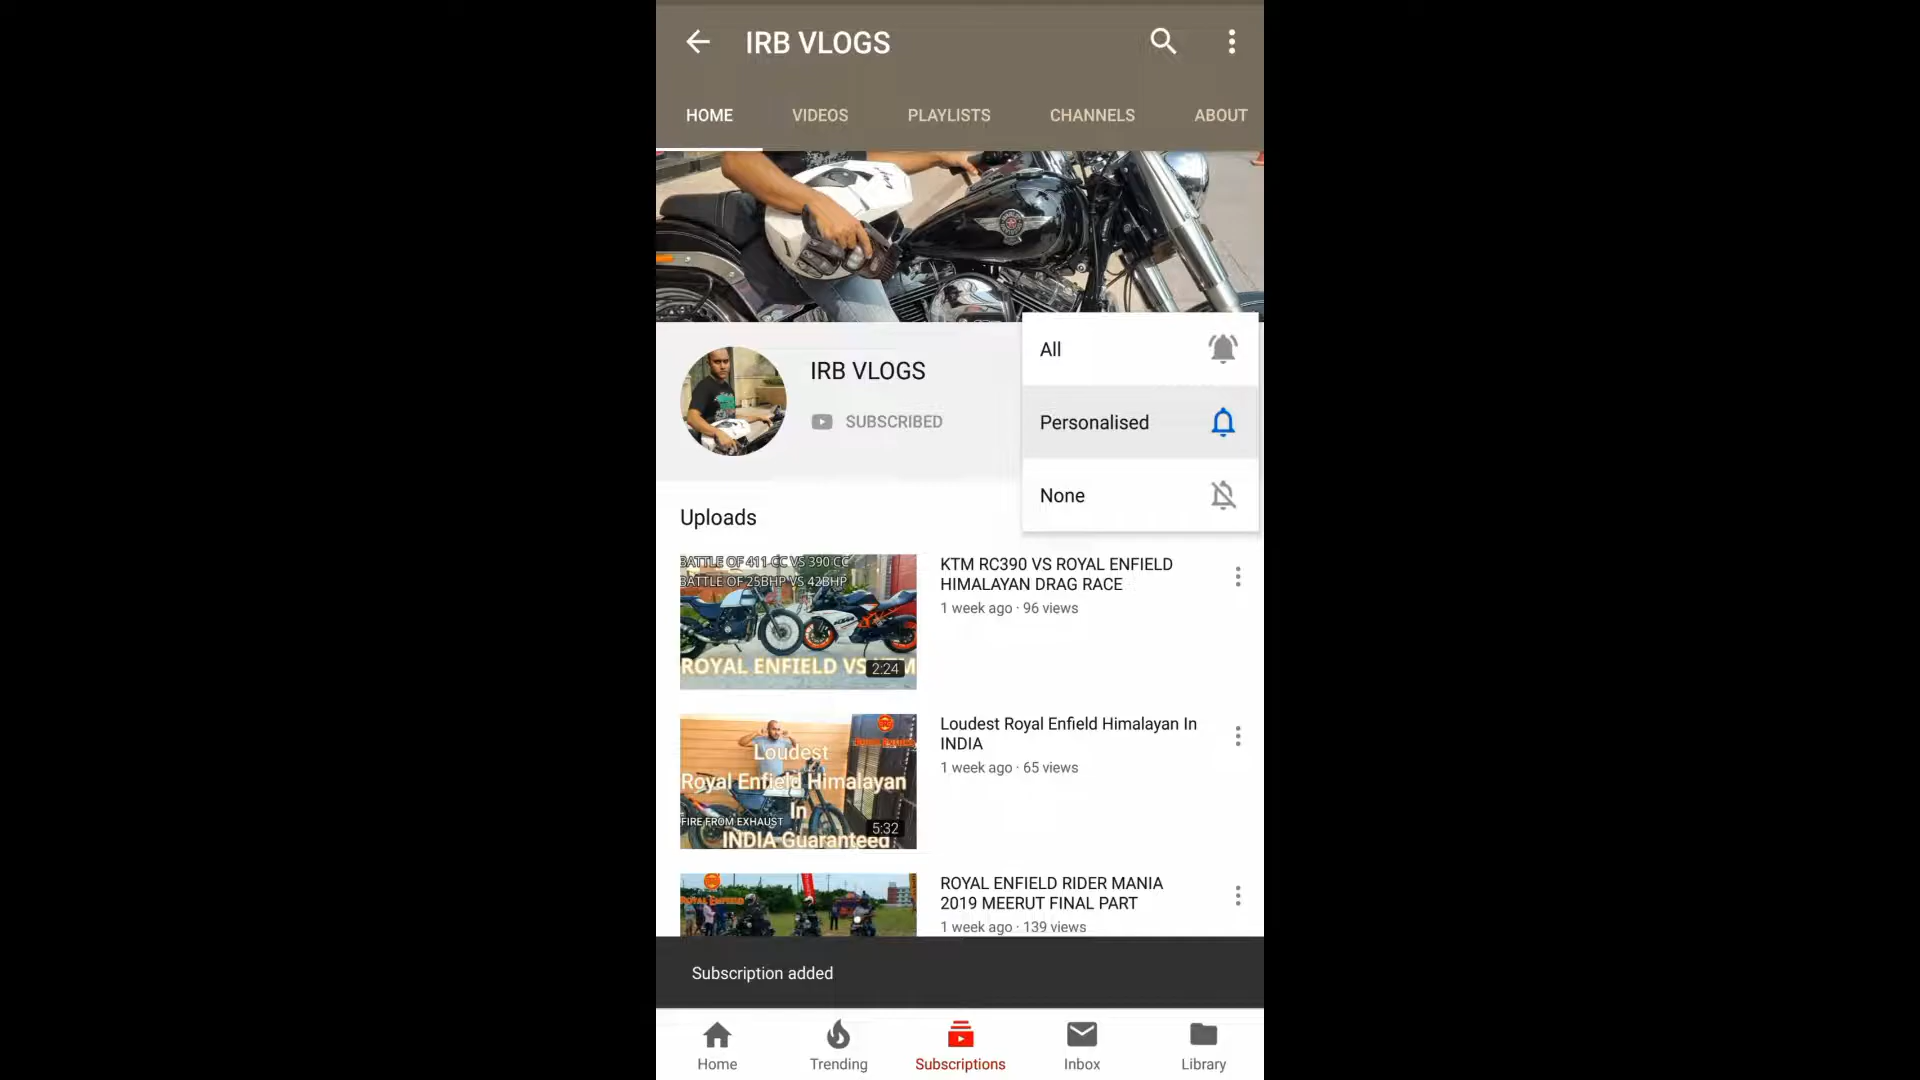 IRB VLOGS
HOME VIDEOS PLAYLISTS CHANNELS ABOUT
IRB VLOGS
SUBSCRIBED
All
Personalised
None
Uploads
BATTLE OF 411 CC VS 390 CC
BATTLE OF 25BHP VS 42BHP
ROYAL ENFIELD VS KTM
2:24
KTM RC390 VS ROYAL ENFIELD
HIMALAYAN DRAG RACE
1 week ago · 96 views
Loudest
Royal Enfield Himalayan
In
FIRE FROM EXHAUST
INDIA Guaranteed
5:32
Loudest Royal Enfield Himalayan In
INDIA
1 week ago · 65 views
ROYAL ENFIELD
ROYAL ENFIELD RIDER MANIA
2019 MEERUT FINAL PART
1 week ago · 139 views
Subscription added
Home Trending Subscriptions Inbox Library